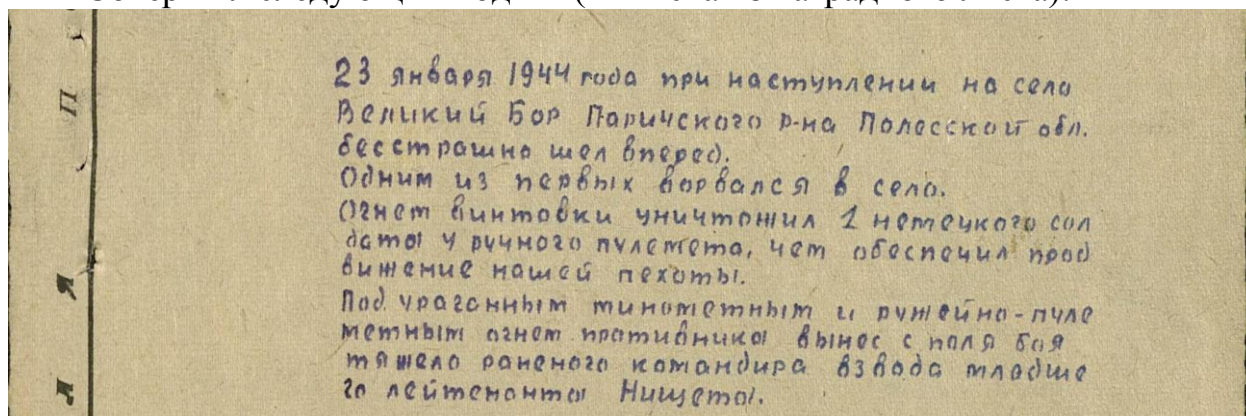 23 января 1944 года при наступлении на село
Великий Бор Паричского р-на Полесской обл.
бесстрашно шел вперед.
Одним из первых ворвался в село.
Огнем винтовки уничтожил 1 немецкого сол
дата у ручного пулемета, чем обеспечил прод
вижение нашей пехоты.
Под ураганным минометным и ружейно-пуле
метным огнем противника вынес с поля боя
тяжело раненого командира взвода младше
го лейтенанта Нищета.
П
Я
Л